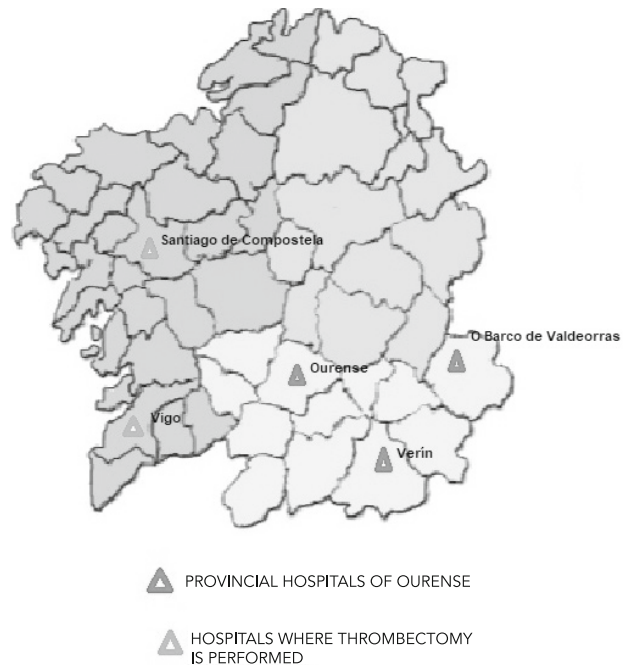 Santiago de Compostela
O Barco de Valdeorras
Ourense
Vigo
Verín
PROVINCIAL HOSPITALS OF OURENSE
HOSPITALS WHERE THROMBECTOMY
IS PERFORMED